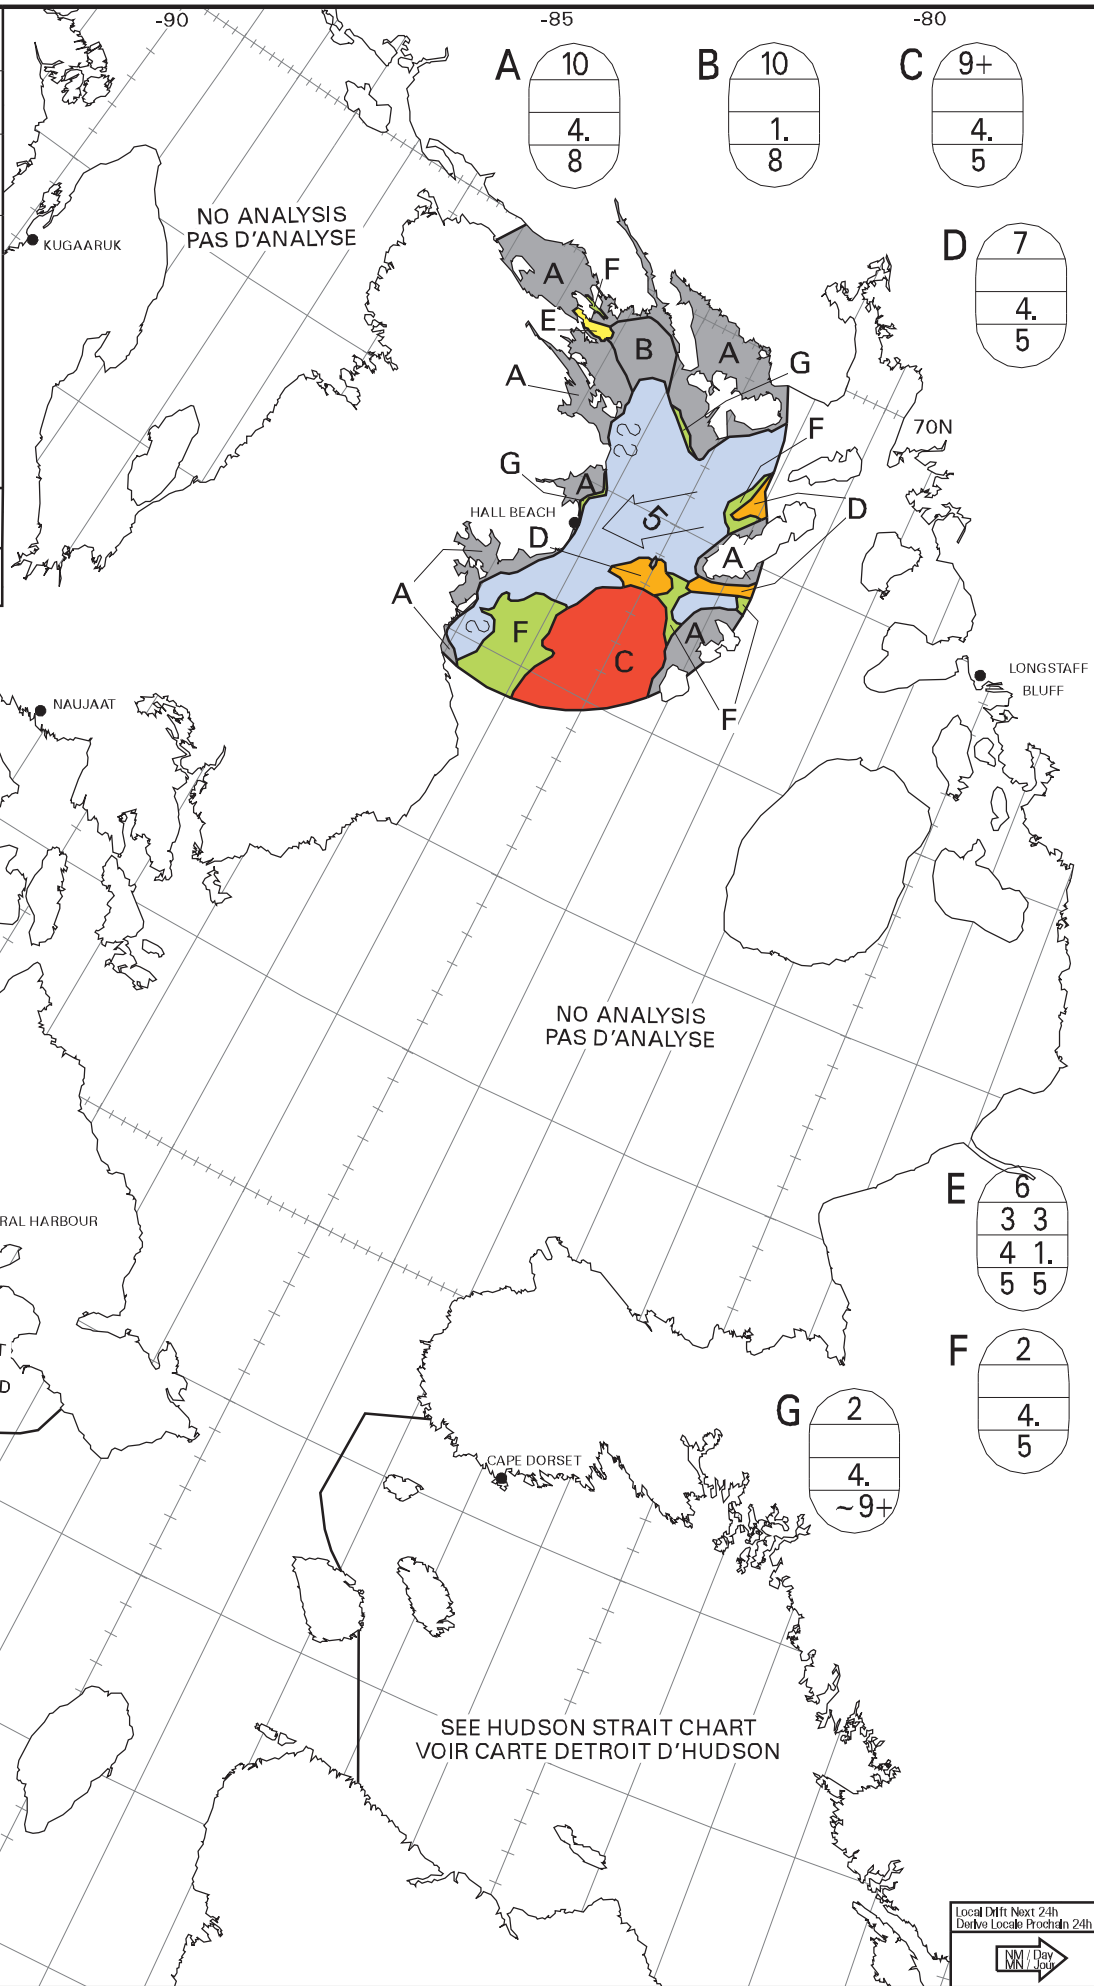 -90
-85
-80
A
10
4.
8
B
10
1.
8
C
9+
4.
5
D
7
4.
5
NO ANALYSIS
PAS D'ANALYSE
KUGAARUK
A
F
E
B
A
G
A
F
70N
G
A
HALL BEACH
5
D
D
A
A
F
A
C
F
LONGSTAFF
BLUFF
NAUJAAT
NO ANALYSIS
PAS D'ANALYSE
E
6
3 3
4 1.
5 5
RAL HARBOUR
F
2
4.
5
T
D
G
2
4.
~9+
CAPE DORSET
SEE HUDSON STRAIT CHART
VOIR CARTE DETROIT D'HUDSON
Local Drift Next 24h
Derive Locale Prochain 24h
NM / Day
MN / Jour